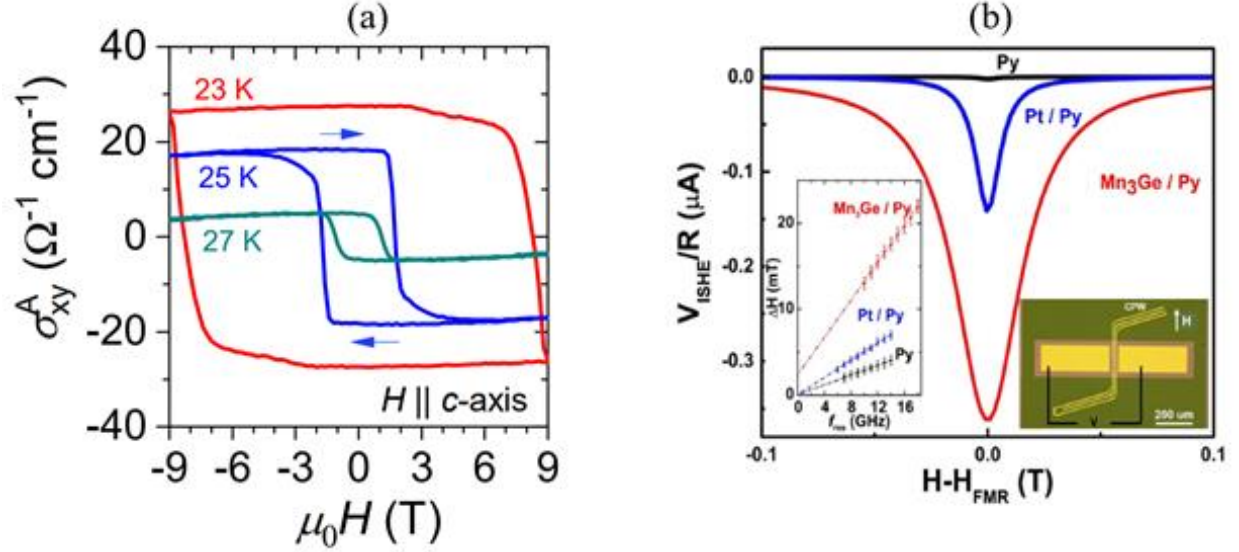 (a)
40
20
0
-20
-40
σ^A_xy (Ω⁻¹ cm⁻¹)
23 K
25 K
27 K
H || c-axis
-9 -6 -3 0 3 6 9
μ₀H (T)
(b)
0.0
-0.1
-0.2
-0.3
V_ISHE/R (μA)
Py
Pt / Py
Mn₃Ge / Py
20
10
0
ΔH (mT)
Mn₃Ge / Py
Pt / Py
Py
0 4 8 12 16
f_res (GHz)
CPW
H
V
200 um
-0.1 0.0 0.1
H-H_FMR (T)